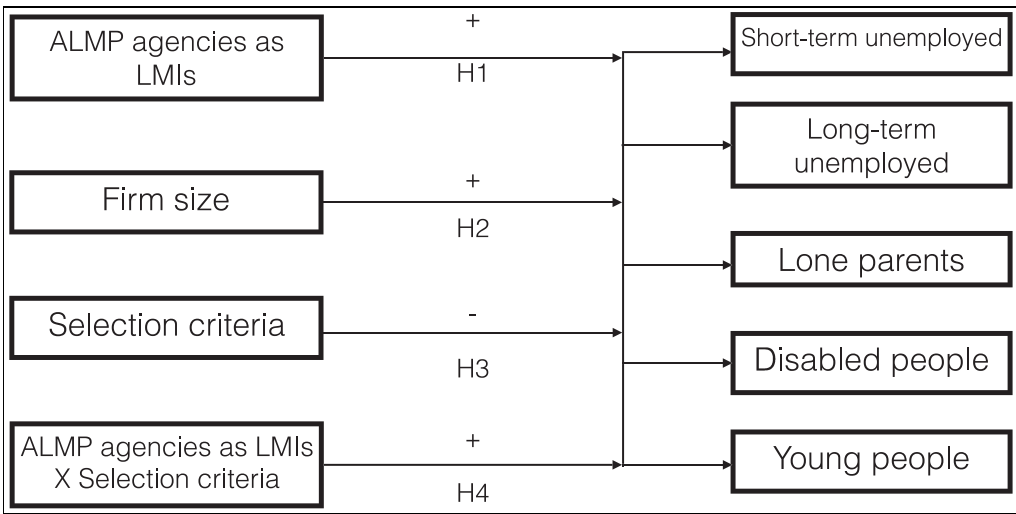 ALMP agencies as
LMIs
+
H1
Firm size
+
H2
Selection criteria
-
H3
ALMP agencies as LMIs
X Selection criteria
+
H4
Short-term unemployed
Long-term
unemployed
Lone parents
Disabled people
Young people